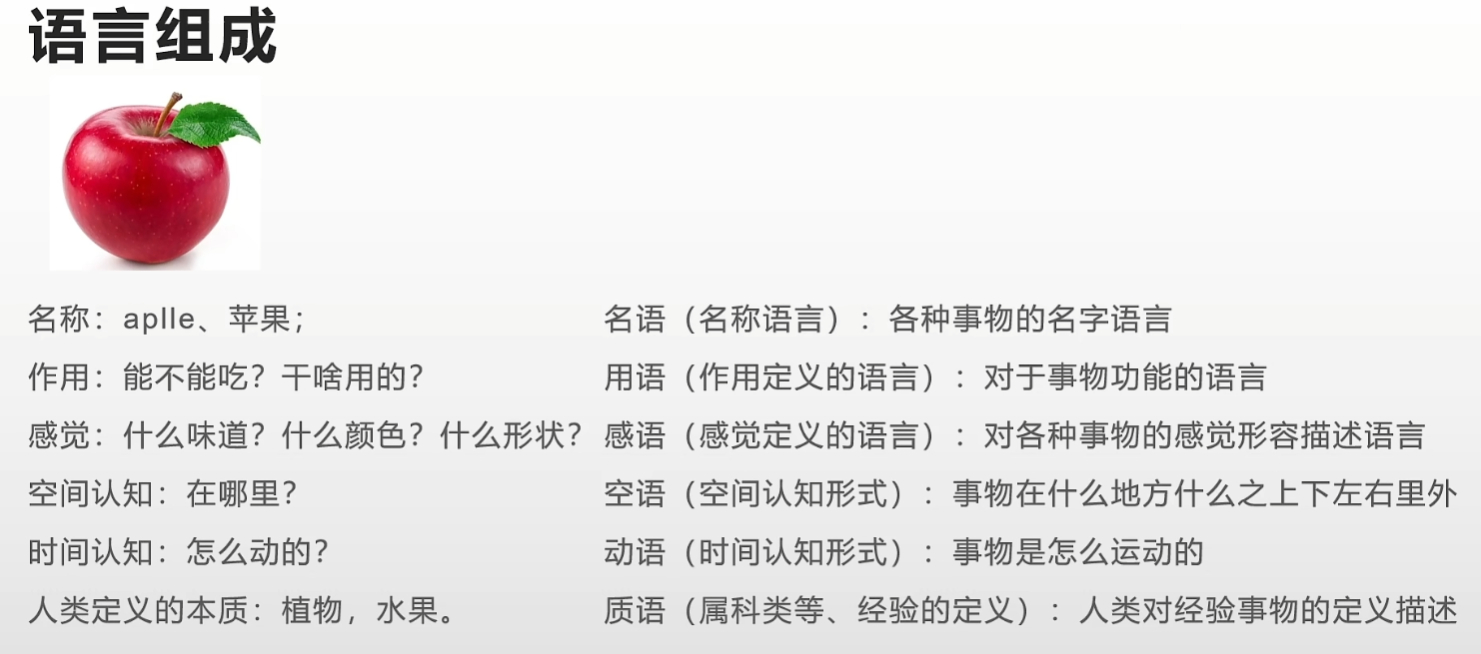 语言组成
名称：aplle、苹果；
名语（名称语言）：各种事物的名字语言
作用：能不能吃？干啥用的？
用语（作用定义的语言）：对于事物功能的语言
感觉：什么味道？什么颜色？什么形状？
感语（感觉定义的语言）：对各种事物的感觉形容描述语言
空间认知：在哪里？
空语（空间认知形式）：事物在什么地方什么之上下左右里外
时间认知：怎么动的？
动语（时间认知形式）：事物是怎么运动的
人类定义的本质：植物，水果。
质语（属科类等、经验的定义）：人类对经验事物的定义描述